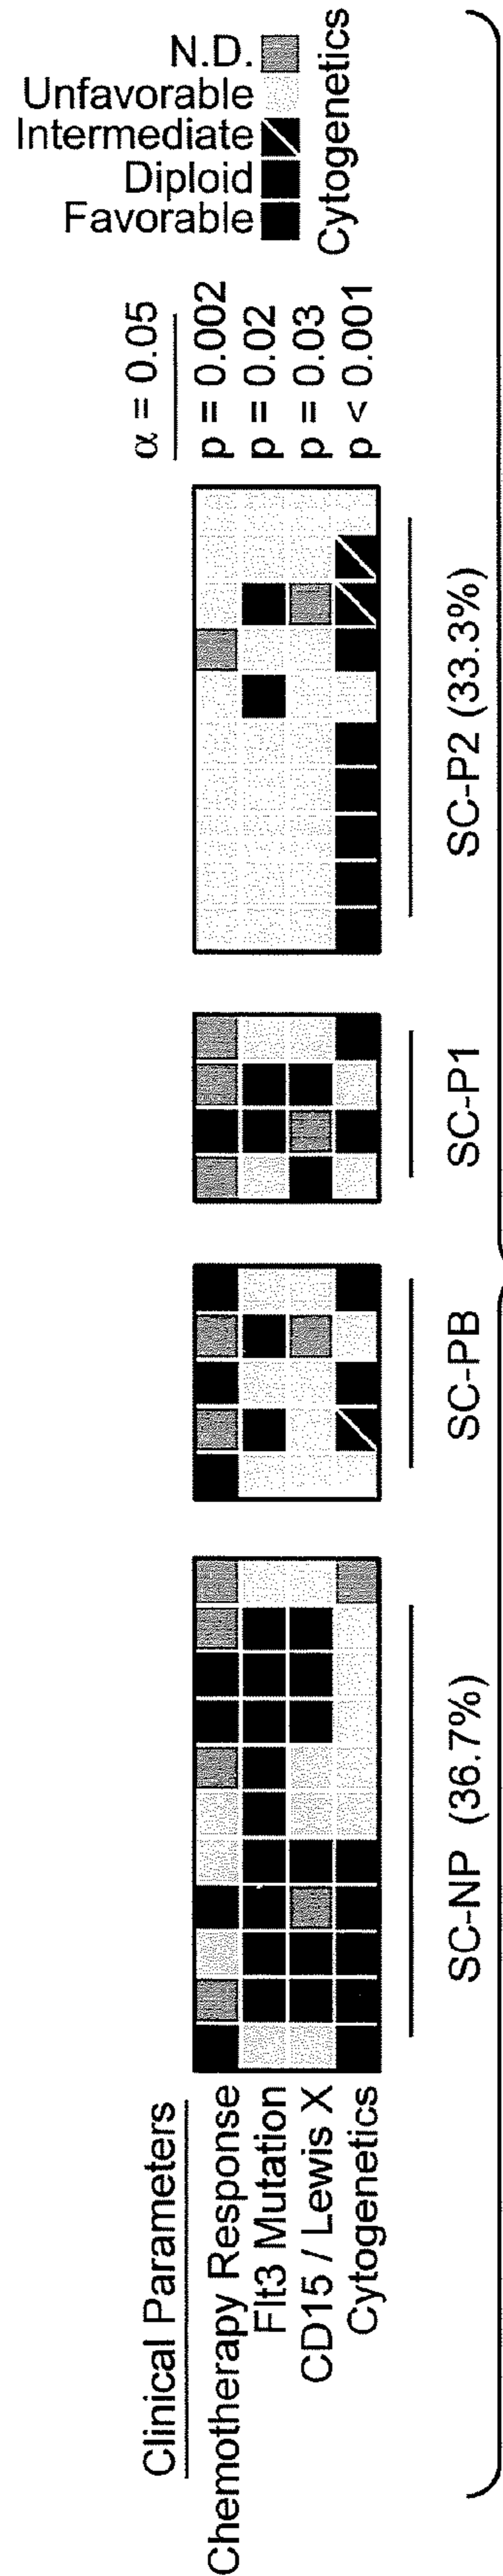 Clinical Parameters
Chemotherapy Response
Flt3 Mutation
CD15 / Lewis X
Cytogenetics
SC-NP (36.7%)
SC-PB
SC-P1
SC-P2 (33.3%)
α = 0.05
p = 0.002
p = 0.02
p = 0.03
p < 0.001
N.D.
Unfavorable
Intermediate
Diploid
Favorable
Cytogenetics